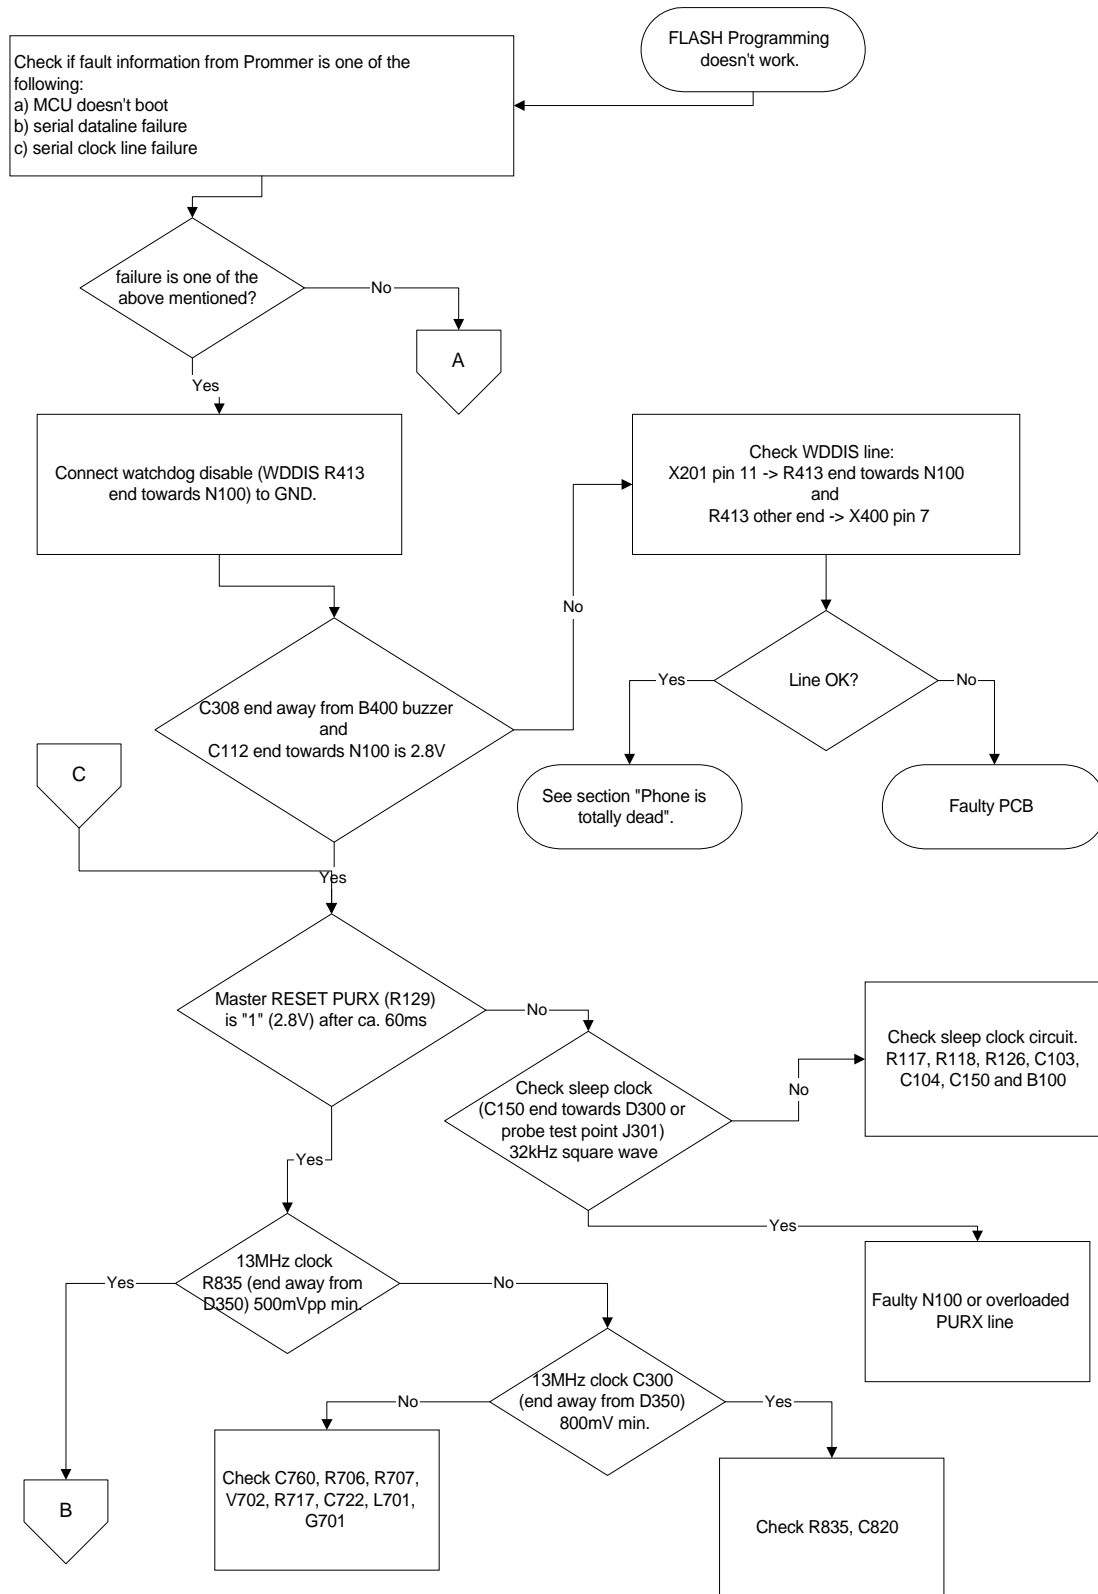 FLASH Programming
doesn't work.
Check if fault information from Prommer is one of the
following:
a) MCU doesn't boot
b) serial dataline failure
c) serial clock line failure
failure is one of the
above mentioned?
No
A
Yes
Connect watchdog disable (WDDIS R413
end towards N100) to GND.
Check WDDIS line:
X201 pin 11 -> R413 end towards N100
and
R413 other end -> X400 pin 7
No
C308 end away from B400 buzzer
and
C112 end towards N100 is 2.8V
Line OK?
Yes
No
See section "Phone is
totally dead".
Faulty PCB
C
Yes
Master RESET PURX (R129)
is "1" (2.8V) after ca. 60ms
No
Check sleep clock
(C150 end towards D300 or
probe test point J301)
32kHz square wave
No
Check sleep clock circuit.
R117, R118, R126, C103,
C104, C150 and B100
Yes
Yes
Faulty N100 or overloaded
PURX line
13MHz clock
R835 (end away from
D350) 500mVpp min.
Yes
No
13MHz clock C300
(end away from D350)
800mV min.
No
Yes
Check C760, R706, R707,
V702, R717, C722, L701,
G701
B
Check R835, C820